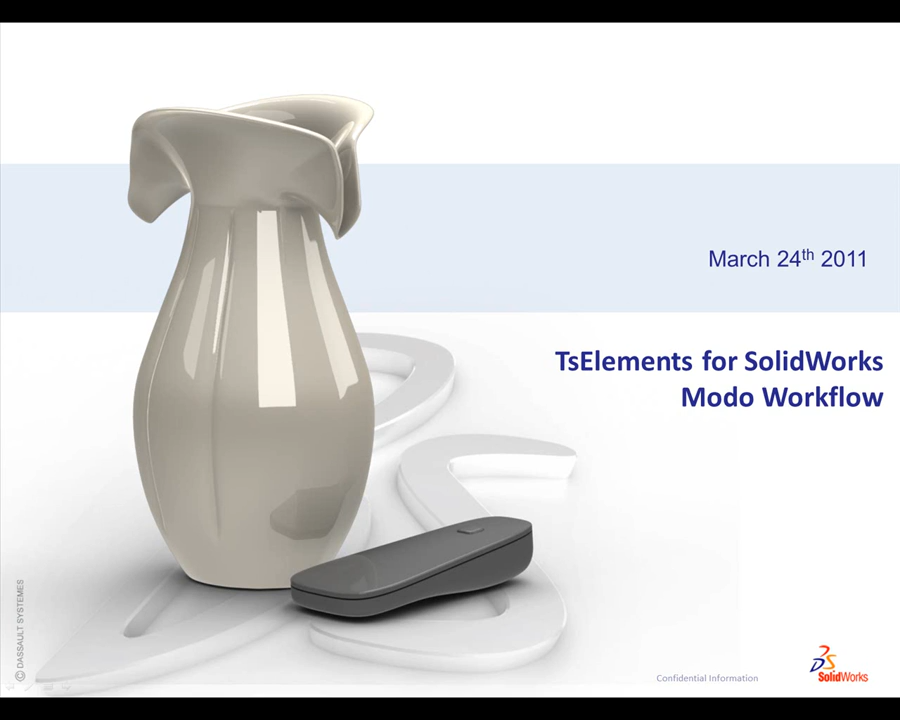 March 24th 2011
TsElements for SolidWorks
Modo Workflow
© DASSAULT SYSTEMES
Confidential Information
SolidWorks